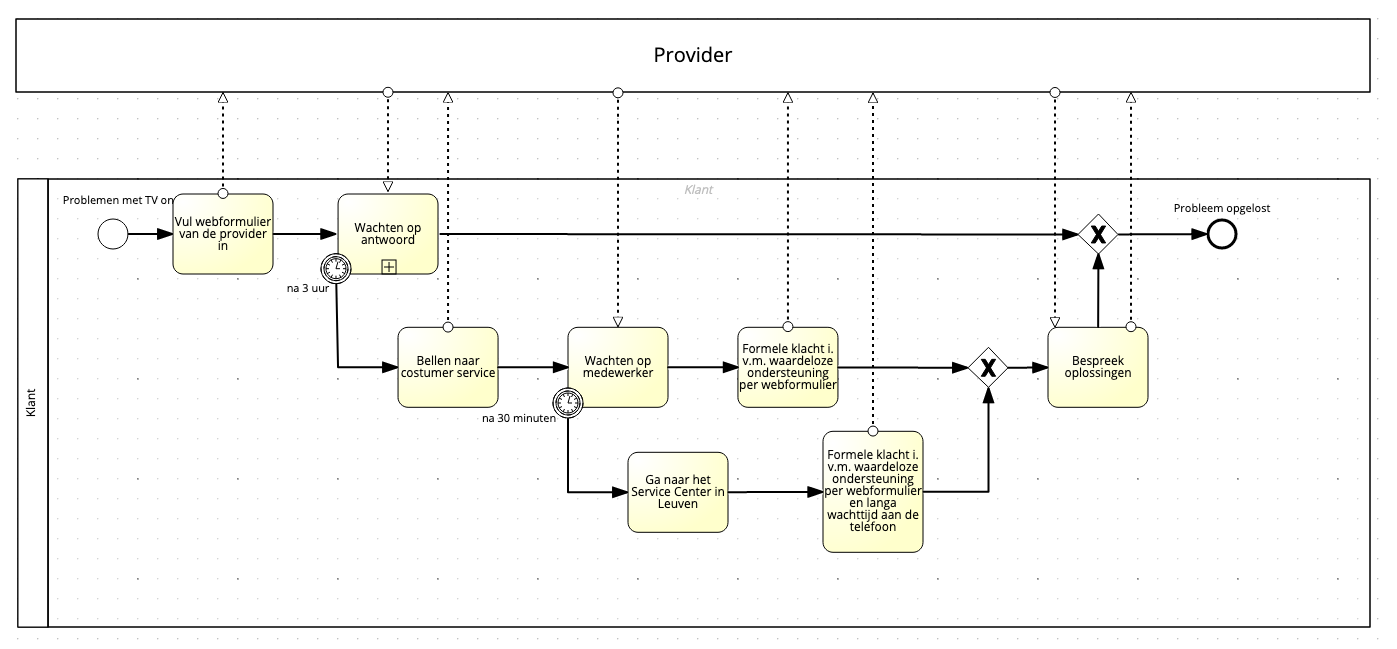 Provider
Klant
Klant
Problemen met TV on
Vul webformulier
van de provider
in
Wachten op
antwoord
na 3 uur
Probleem opgelost
Bellen naar
costumer service
Wachten op
medewerker
na 30 minuten
Formele klacht i.
v.m. waardeloze
ondersteuning
per webformulier
Bespreek
oplossingen
Ga naar het
Service Center in
Leuven
Formele klacht i.
v.m. waardeloze
ondersteuning
per webformulier
en langa
wachttijd aan de
telefoon